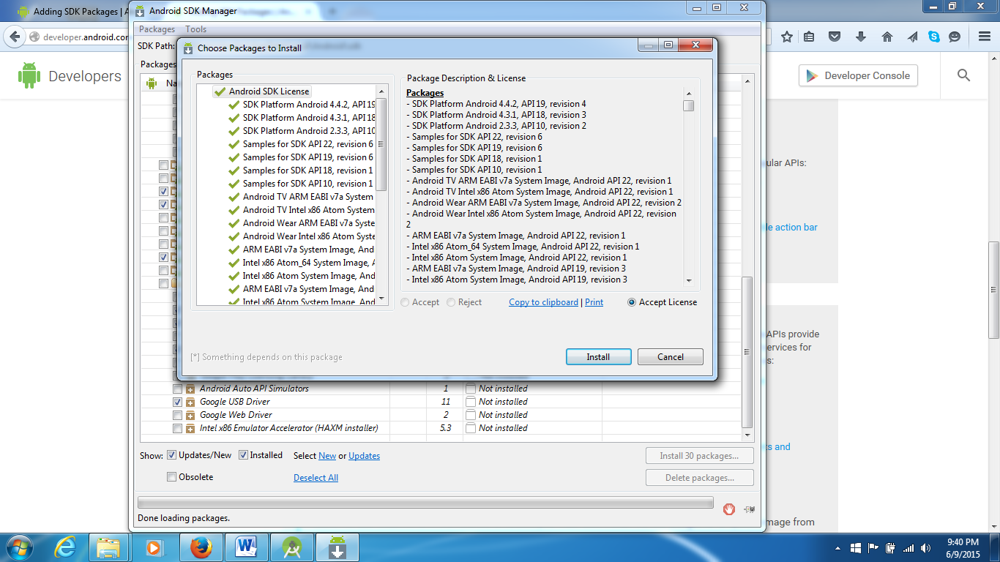 Adding SDK Packages | A
Android SDK Manager
developer.android.cor
Packages Tools
SDK Path:
Choose Packages to Install
Developers
Developer Console
Packages
Na
Packages
Android SDK License
SDK Platform Android 4.4.2, API 19
SDK Platform Android 4.3.1, API 18
SDK Platform Android 2.3.3, API 10
Samples for SDK API 22, revision 6
Samples for SDK API 19, revision 6
Samples for SDK API 18, revision 1
Samples for SDK API 10, revision 1
Android TV ARM EABI v7a System
Android TV Intel x86 Atom System
Android Wear ARM EABI v7a Syste
Android Wear Intel x86 Atom Syste
ARM EABI v7a System Image, And
Intel x86 Atom_64 System Image, A
Intel x86 Atom System Image, And
ARM EABI v7a System Image, And
Intel x86 Atom System Image, And
Package Description & License
Packages
- SDK Platform Android 4.4.2, API 19, revision 4
- SDK Platform Android 4.3.1, API 18, revision 3
- SDK Platform Android 2.3.3, API 10, revision 2
- Samples for SDK API 22, revision 6
- Samples for SDK API 19, revision 6
- Samples for SDK API 18, revision 1
- Samples for SDK API 10, revision 1
- Android TV ARM EABI v7a System Image, Android API 22, revision 1
- Android TV Intel x86 Atom System Image, Android API 22, revision 1
- Android Wear ARM EABI v7a System Image, Android API 22, revision 2
- Android Wear Intel x86 Atom System Image, Android API 22, revision
2
- ARM EABI v7a System Image, Android API 22, revision 1
- Intel x86 Atom_64 System Image, Android API 22, revision 1
- Intel x86 Atom System Image, Android API 22, revision 1
- ARM EABI v7a System Image, Android API 19, revision 3
- Intel x86 Atom System Image, Android API 19, revision 3
Accept Reject Copy to clipboard | Print Accept License
[*] Something depends on this package
Install Cancel
ular APIs:
le action bar
APIs provide
ervices for
s:
ts and
mage from
Android Auto API Simulators 1 Not installed
Google USB Driver 11 Not installed
Google Web Driver 2 Not installed
Intel x86 Emulator Accelerator (HAXM installer) 5.3 Not installed
Show: Updates/New Installed Select New or Updates Install 30 packages...
Obsolete Deselect All Delete packages...
Done loading packages.
9:40 PM
6/9/2015